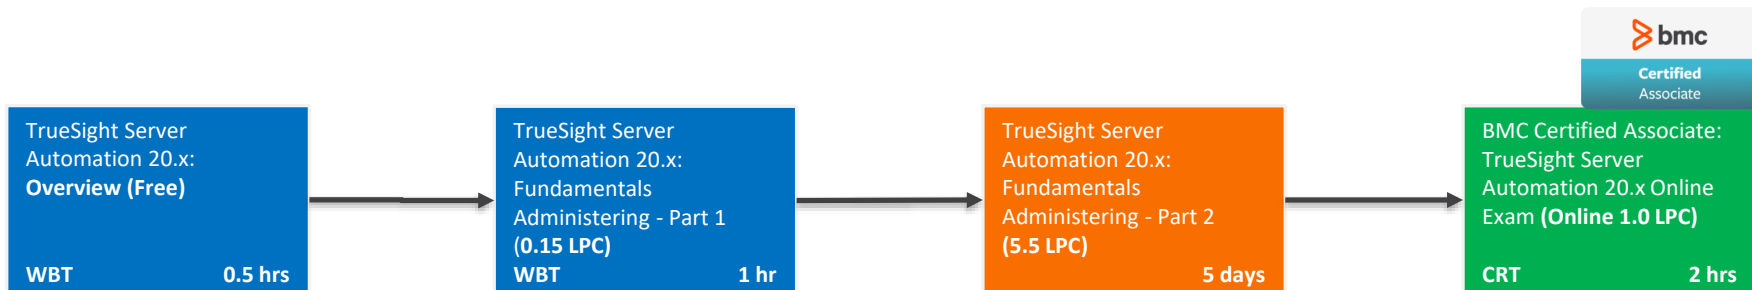 bmc
Certified
Associate
TrueSight Server
Automation 20.x:
Overview (Free)
WBT 0.5 hrs
TrueSight Server
Automation 20.x:
Fundamentals
Administering - Part 1
(0.15 LPC)
WBT 1 hr
TrueSight Server
Automation 20.x:
Fundamentals
Administering - Part 2
(5.5 LPC)
5 days
BMC Certified Associate:
TrueSight Server
Automation 20.x Online
Exam (Online 1.0 LPC)
CRT 2 hrs